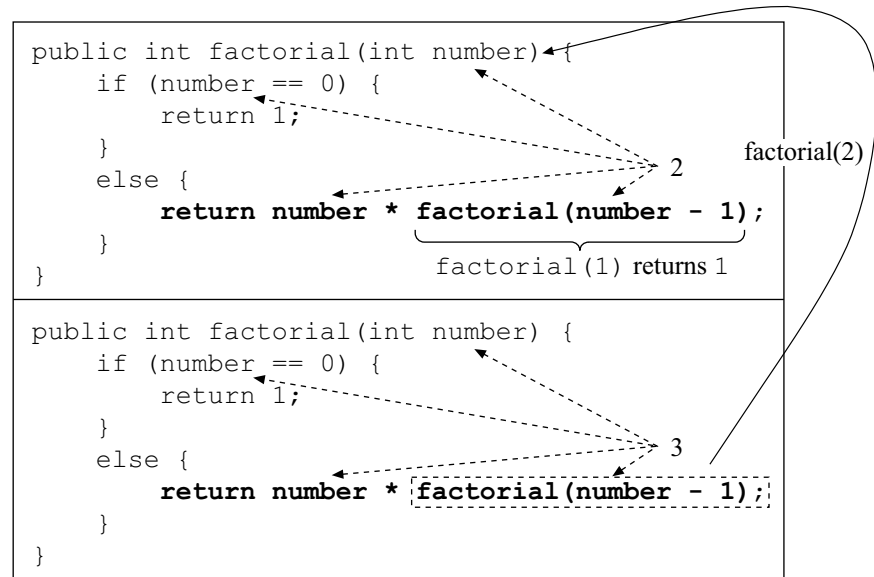 public int factorial(int number) {
    if (number == 0) {
        return 1;
    }
    else {
2
factorial(2)
        return number * factorial(number - 1);
factorial(1) returns 1
    }
}
public int factorial(int number) {
    if (number == 0) {
        return 1;
    }
    else {
3
        return number * factorial(number - 1);
    }
}